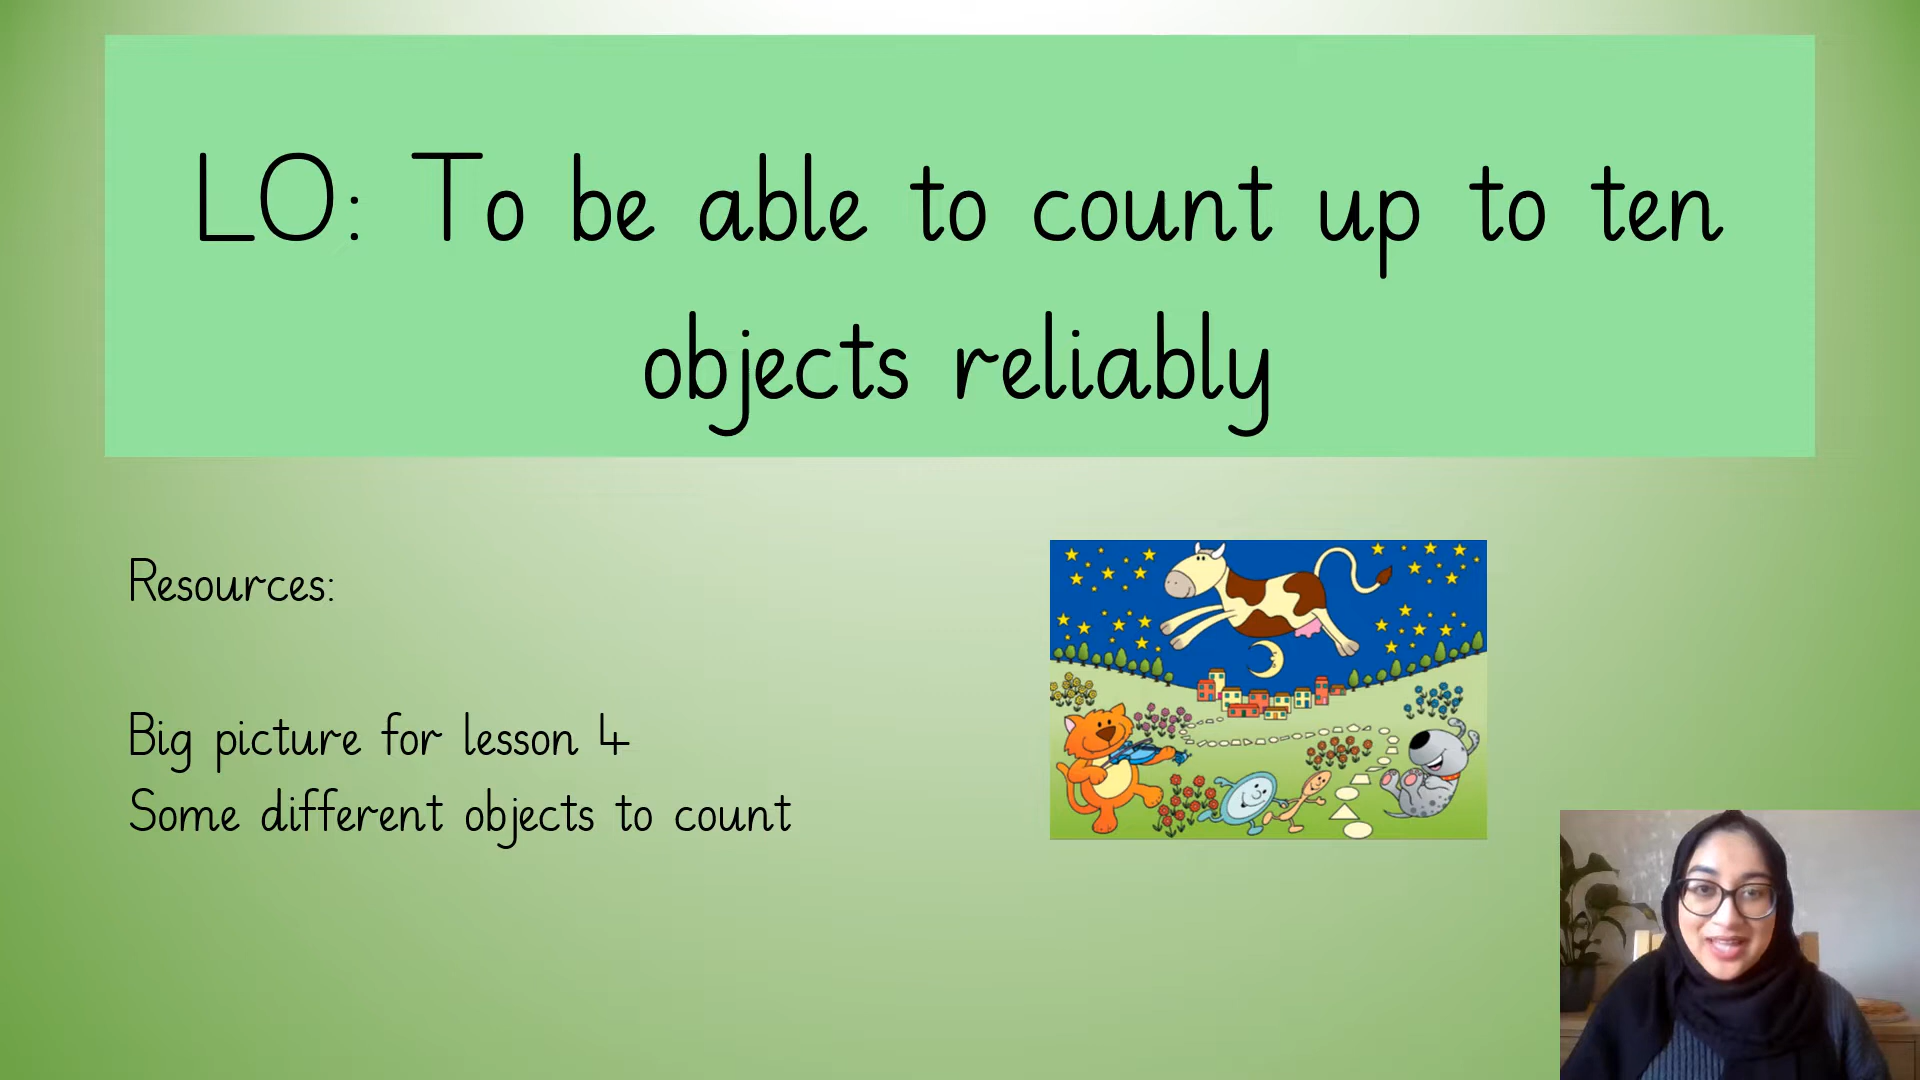 LO: To be able to count up to ten
objects reliably
Resources:
Big picture for lesson 4
Some different objects to count